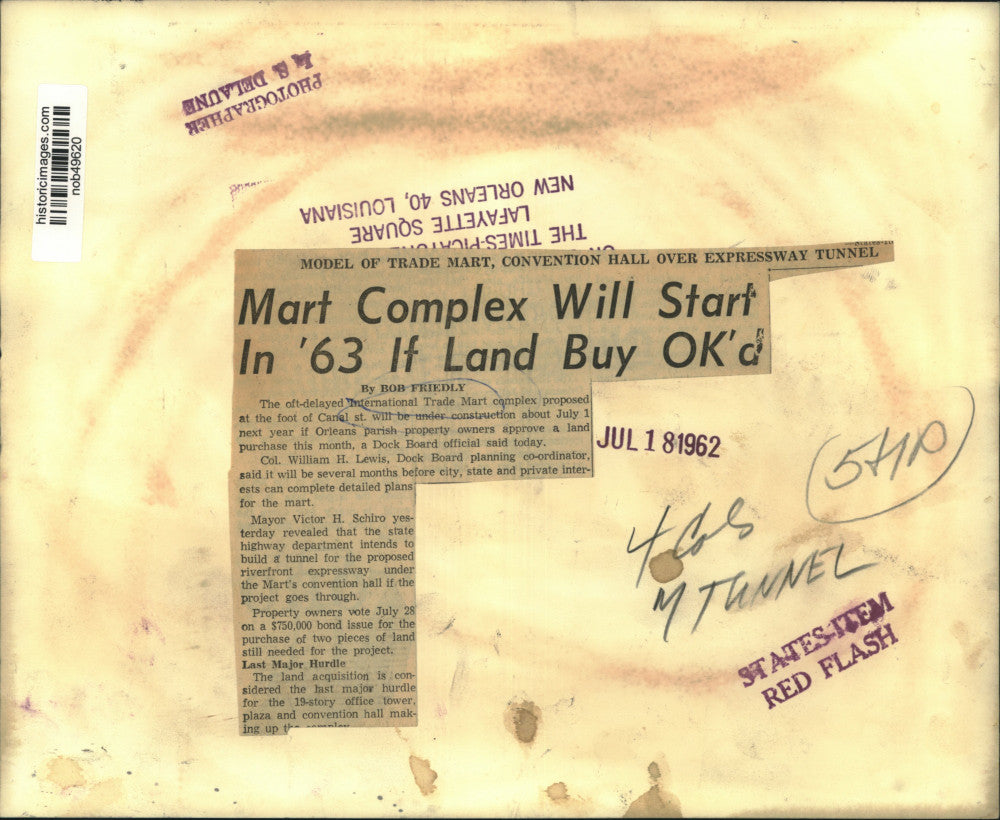 PHOTOGRAPHER
J. S. DELAUNE
historicimages.com
nob49620
THE TIMES-PICAYUNE
LAFAYETTE SQUARE
NEW ORLEANS 40, LOUISIANA
MODEL OF TRADE MART, CONVENTION HALL OVER EXPRESSWAY TUNNEL
Mart Complex Will Start
In '63 If Land Buy OK'd
By BOB FRIEDLY
The oft-delayed International Trade Mart complex proposed
at the foot of Canal st. will be under construction about July 1
next year if Orleans parish property owners approve a land
purchase this month, a Dock Board official said today.
Col. William H. Lewis, Dock Board planning co-ordinator,
said it will be several months before city, state and private inter-
ests can complete detailed plans
for the mart.
Mayor Victor H. Schiro yes-
terday revealed that the state
highway department intends to
build a tunnel for the proposed
riverfront expressway under
the Mart's convention hall if the
project goes through.
Property owners vote July 28
on a $750,000 bond issue for the
purchase of two pieces of land
still needed for the project.
Last Major Hurdle
The land acquisition is con-
sidered the last major hurdle
for the 19-story office tower,
plaza and convention hall mak-
ing up
JUL 18 1962
4 Cols
M TUNNEL
STATES-ITEM
RED FLASH